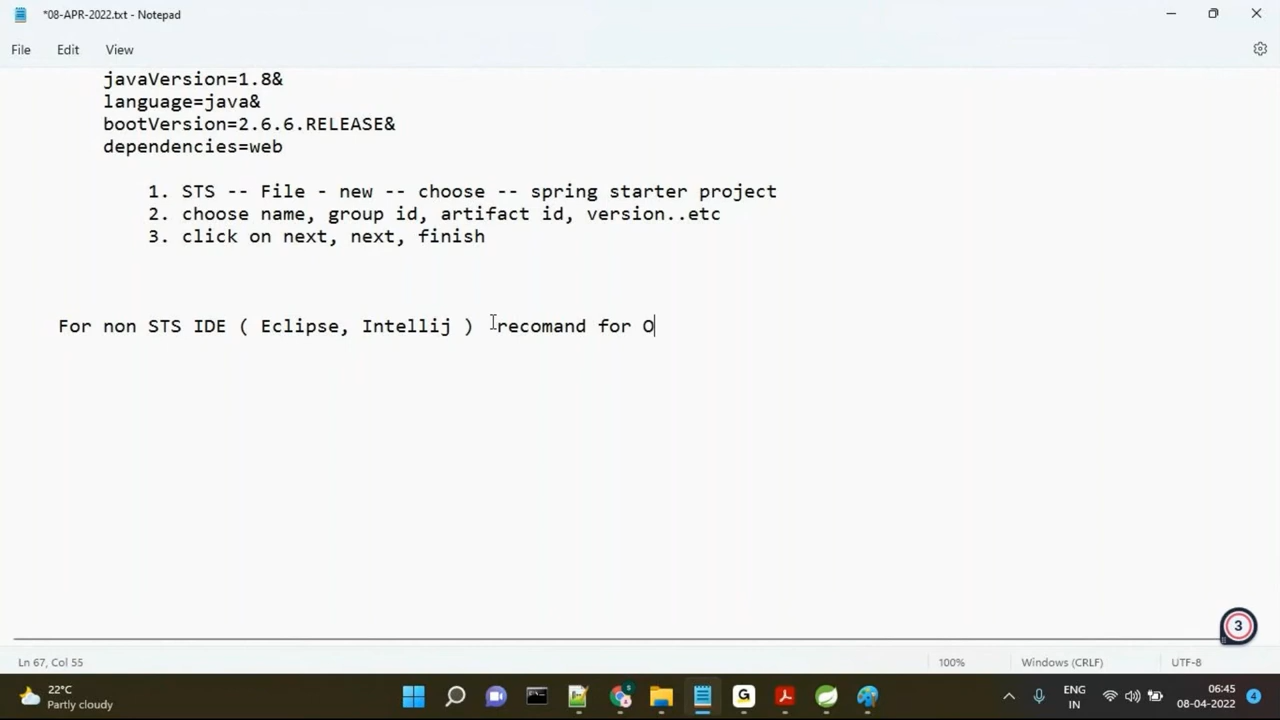 *08-APR-2022.txt - Notepad
File Edit View
javaVersion=1.8&
language=java&
bootVersion=2.6.6.RELEASE&
dependencies=web
1. STS -- File - new -- choose -- spring starter project
2. choose name, group id, artifact id, version..etc
3. click on next, next, finish
For non STS IDE ( Eclipse, Intellij ) recomand for O
3
Ln 67, Col 55 100% Windows (CRLF) UTF-8
22°C
Partly cloudy
ENG
IN
06:45
08-04-2022
4